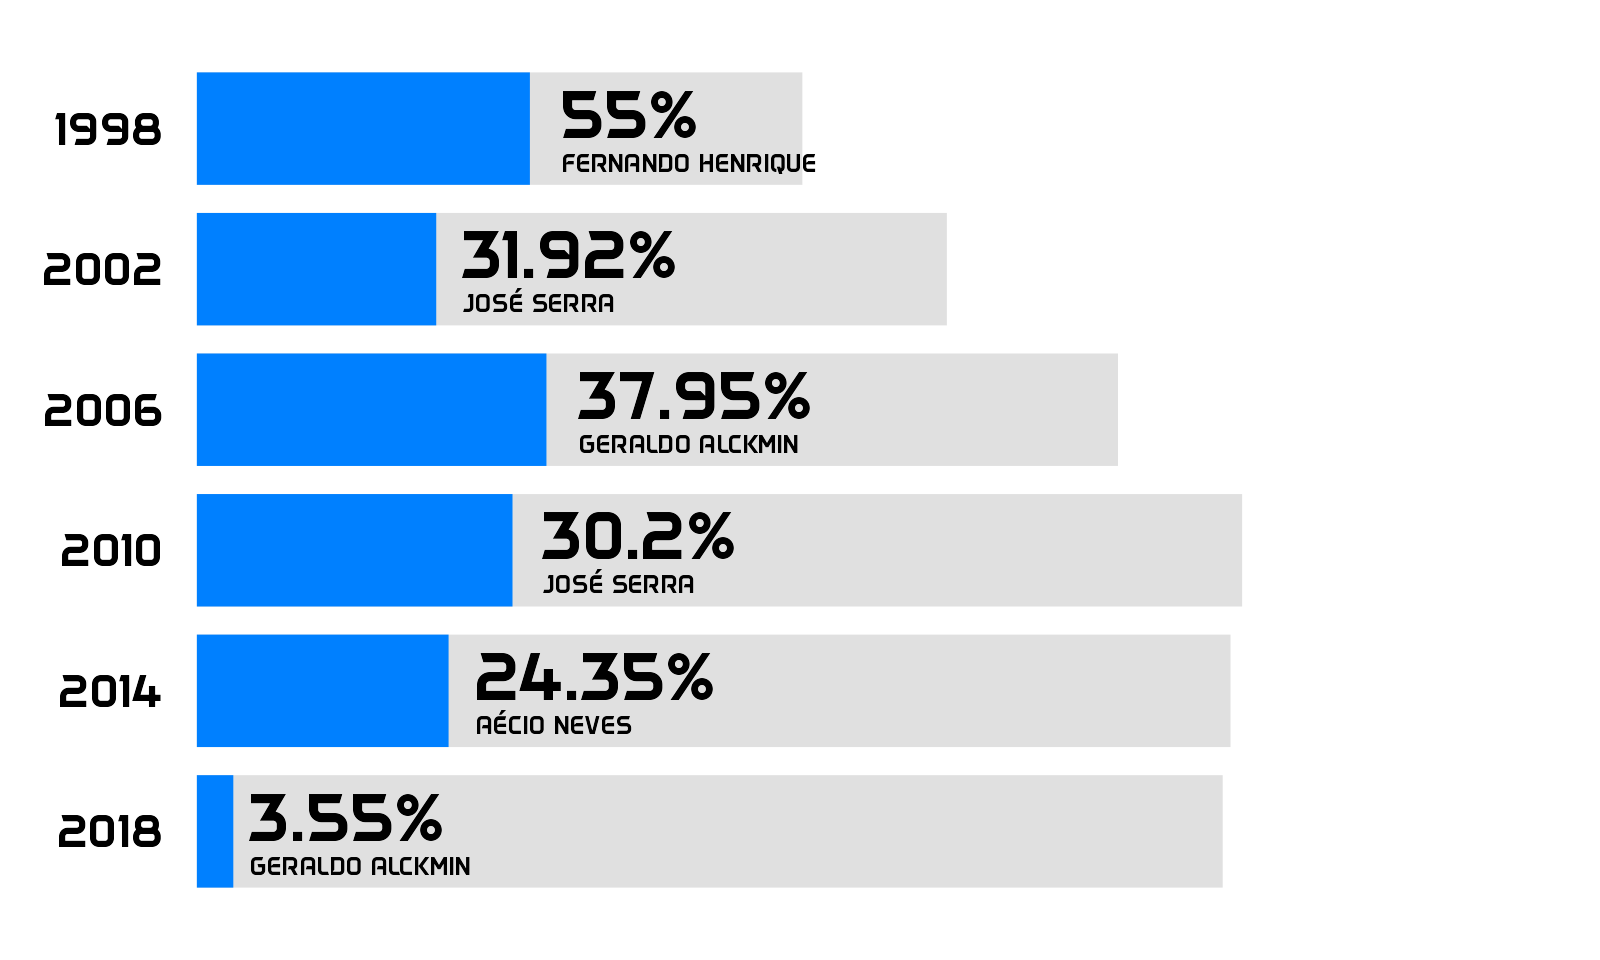 1998
55%
FERNANDO HENRIQUE
2002
31.92%
JOSÉ SERRA
2006
37.95%
GERALDO ALCKMIN
2010
30.2%
JOSÉ SERRA
2014
24.35%
AÉCIO NEVES
2018
3.55%
GERALDO ALCKMIN